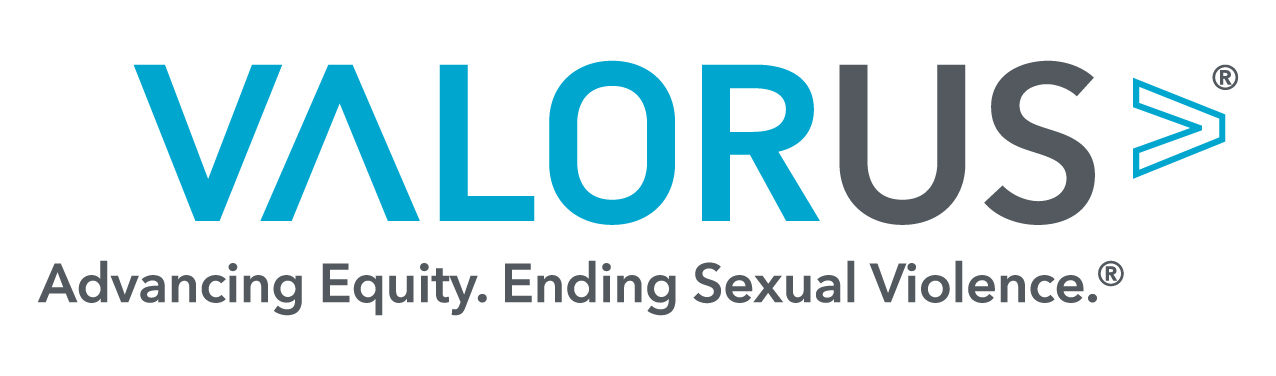 VALORUS®
Advancing Equity. Ending Sexual Violence.®